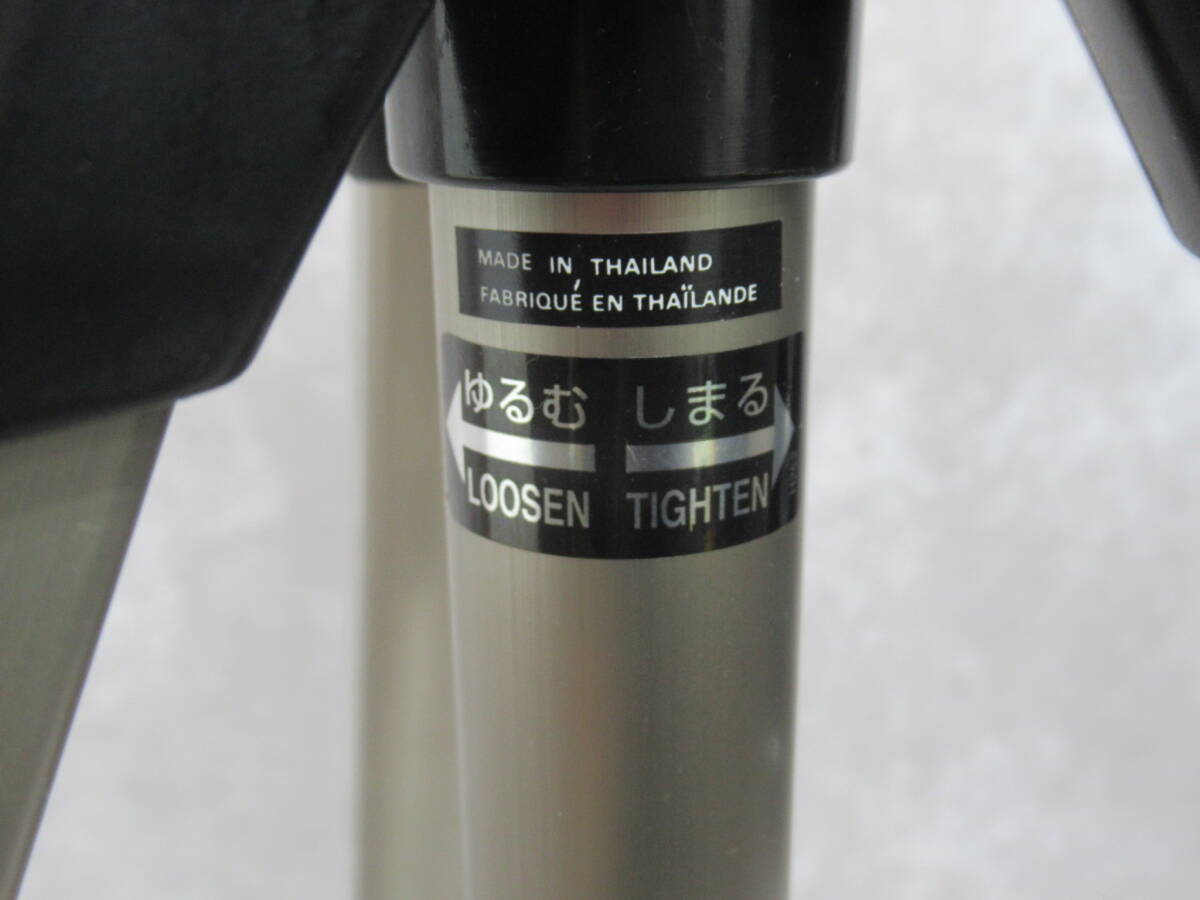 MADE IN THAILAND
FABRIQUÉ EN THAÏLANDE
ゆるむ しまる
LOOSEN TIGHTEN